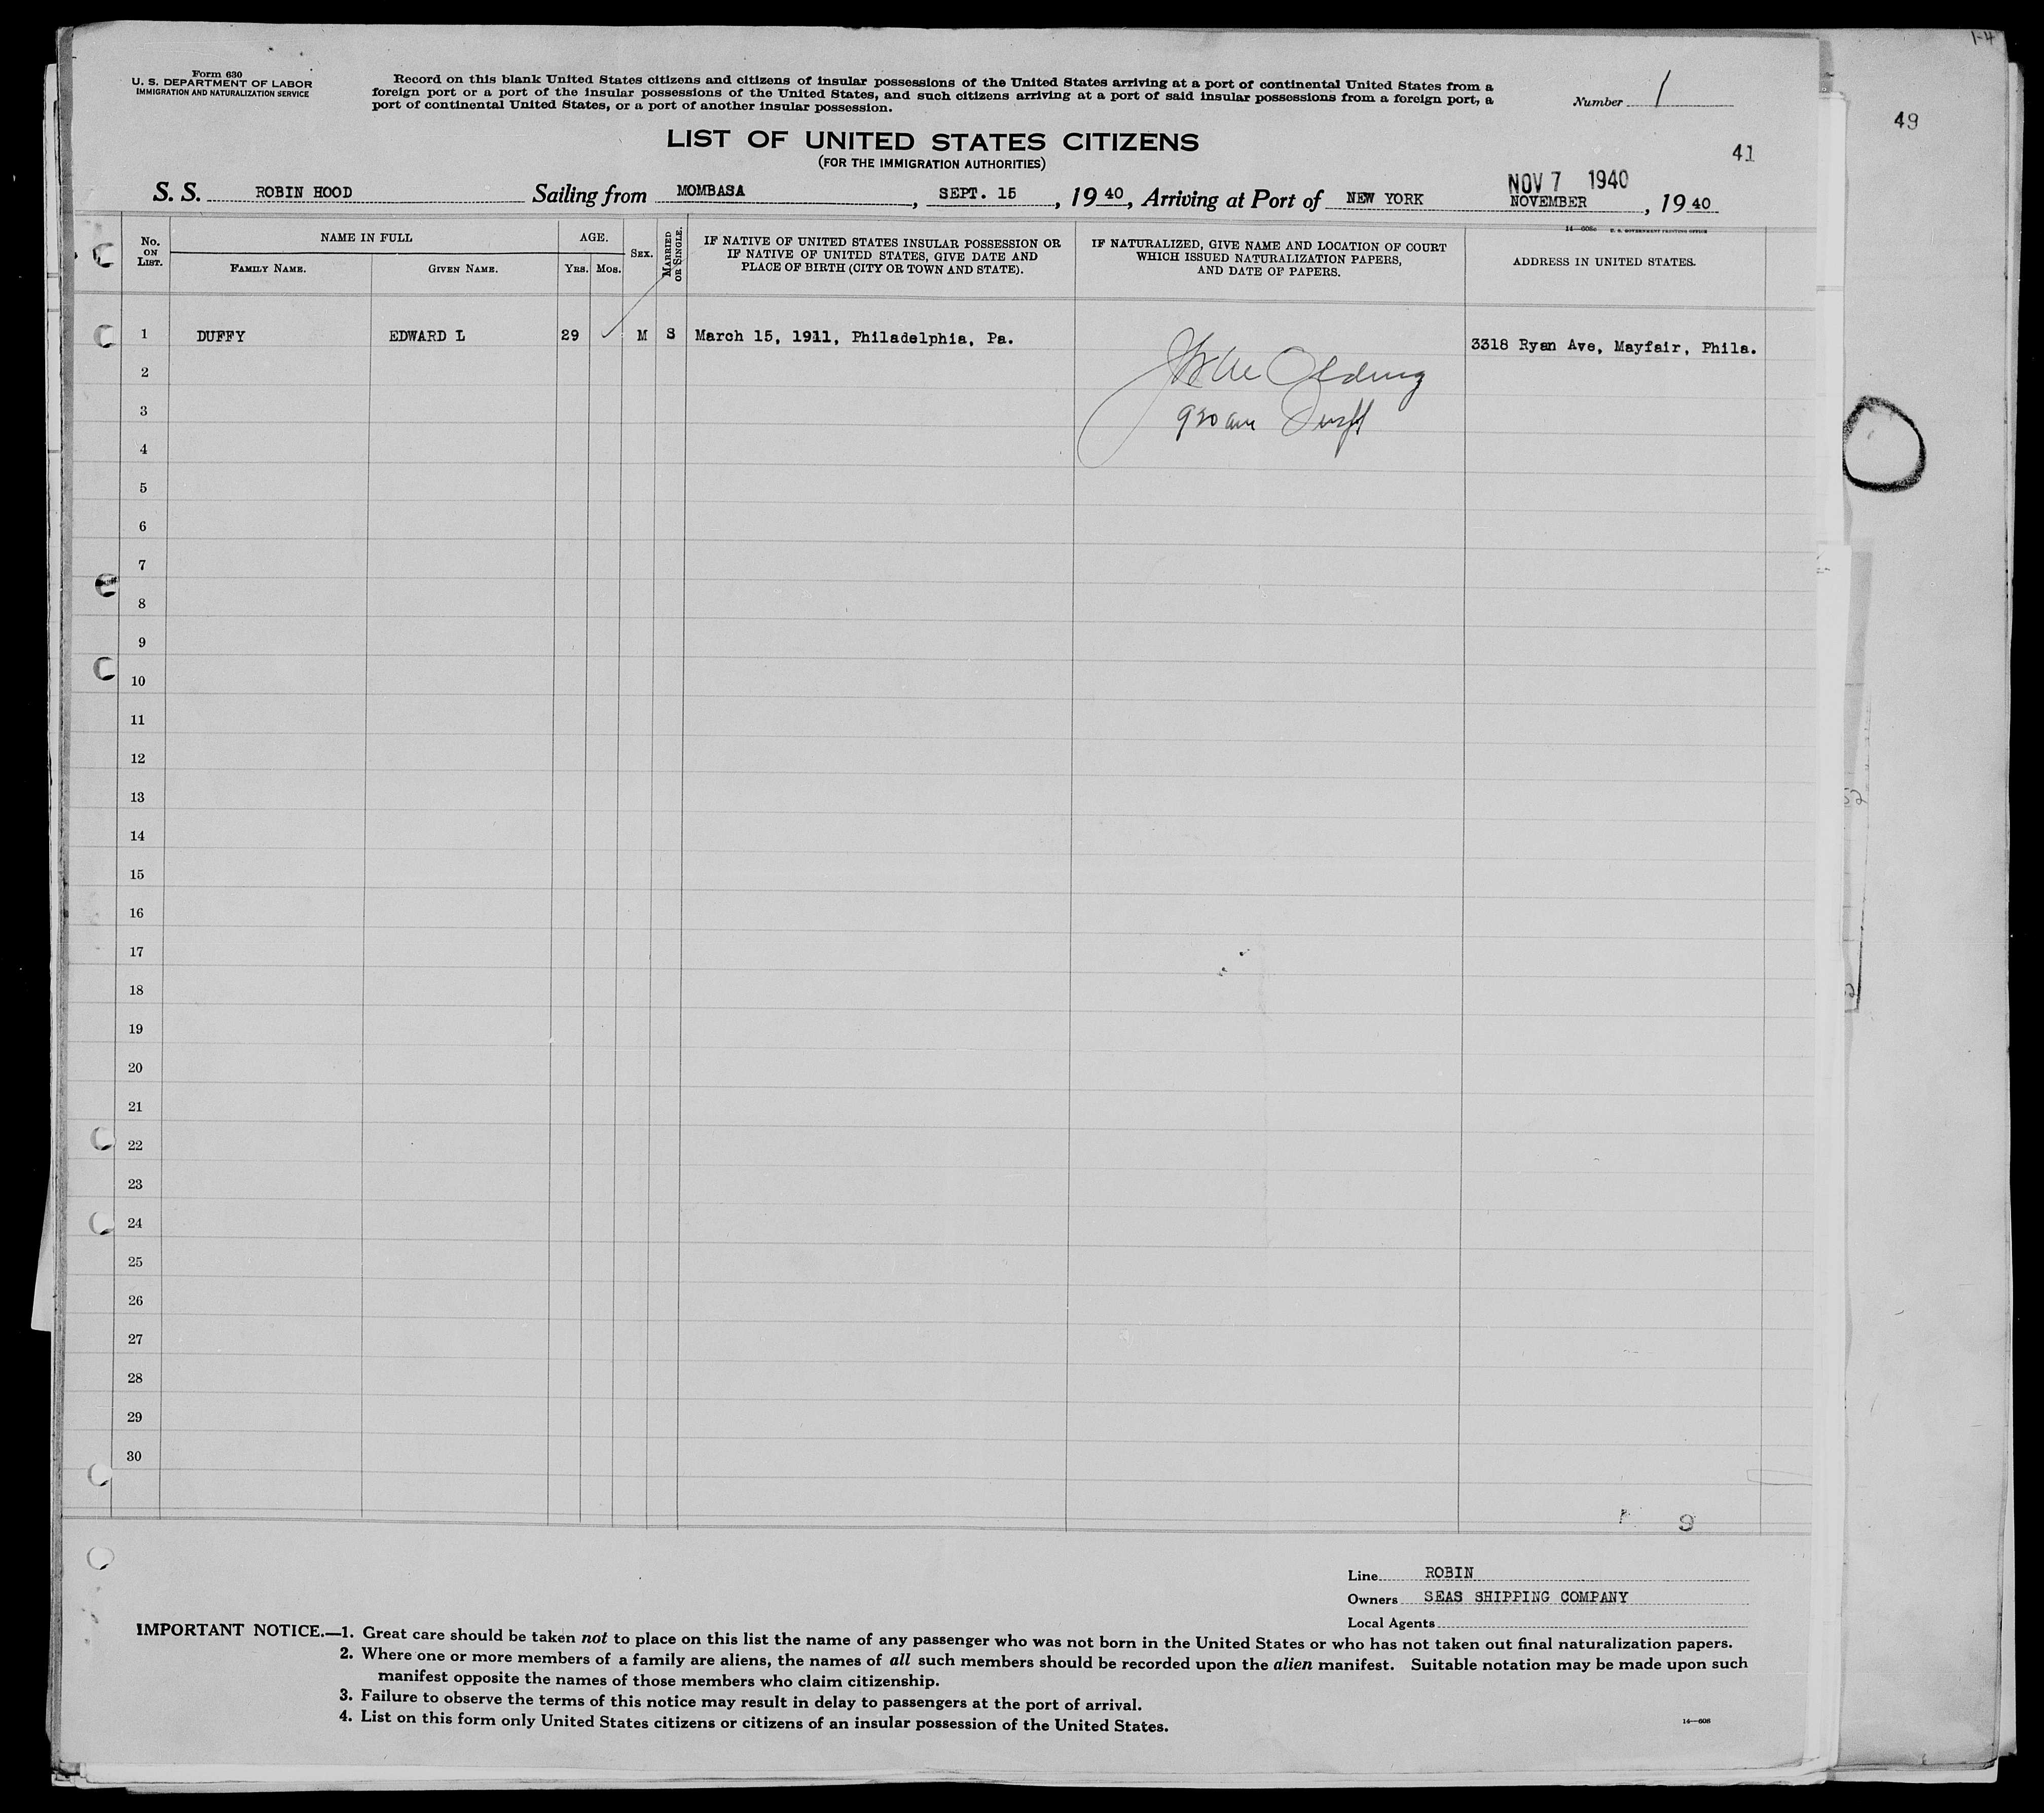 1-4
49
Form 630
U. S. DEPARTMENT OF LABOR
IMMIGRATION AND NATURALIZATION SERVICE
Record on this blank United States citizens and citizens of insular possessions of the United States arriving at a port of continental United States from a
foreign port or a port of the insular possessions of the United States, and such citizens arriving at a port of said insular possessions from a foreign port, a
port of continental United States, or a port of another insular possession.
Number 1
LIST OF UNITED STATES CITIZENS
(FOR THE IMMIGRATION AUTHORITIES)
41
NOV 7 1940
S. S. ROBIN HOOD Sailing from MOMBASA, SEPT. 15, 1940, Arriving at Port of NEW YORK NOVEMBER, 1940
U. S. GOVERNMENT PRINTING OFFICE
No. ON LIST.
NAME IN FULL
FAMILY NAME.
GIVEN NAME.
AGE.
YRS.
MOS.
SEX.
MARRIED OR SINGLE.
IF NATIVE OF UNITED STATES INSULAR POSSESSION OR
IF NATIVE OF UNITED STATES, GIVE DATE AND
PLACE OF BIRTH (CITY OR TOWN AND STATE).
IF NATURALIZED, GIVE NAME AND LOCATION OF COURT
WHICH ISSUED NATURALIZATION PAPERS,
AND DATE OF PAPERS.
ADDRESS IN UNITED STATES.
1 DUFFY EDWARD L 29 M S March 15, 1911, Philadelphia, Pa. 3318 Ryan Ave, Mayfair, Phila.
2
3
4
5
6
7
8
9
10
11
12
13
14
15
16
17
18
19
20
21
22
23
24
25
26
27
28
29
30
9
Line ROBIN
Owners SEAS SHIPPING COMPANY
Local Agents
IMPORTANT NOTICE.—1. Great care should be taken not to place on this list the name of any passenger who was not born in the United States or who has not taken out final naturalization papers.
2. Where one or more members of a family are aliens, the names of all such members should be recorded upon the alien manifest. Suitable notation may be made upon such
manifest opposite the names of those members who claim citizenship.
3. Failure to observe the terms of this notice may result in delay to passengers at the port of arrival.
4. List on this form only United States citizens or citizens of an insular possession of the United States.
14—608